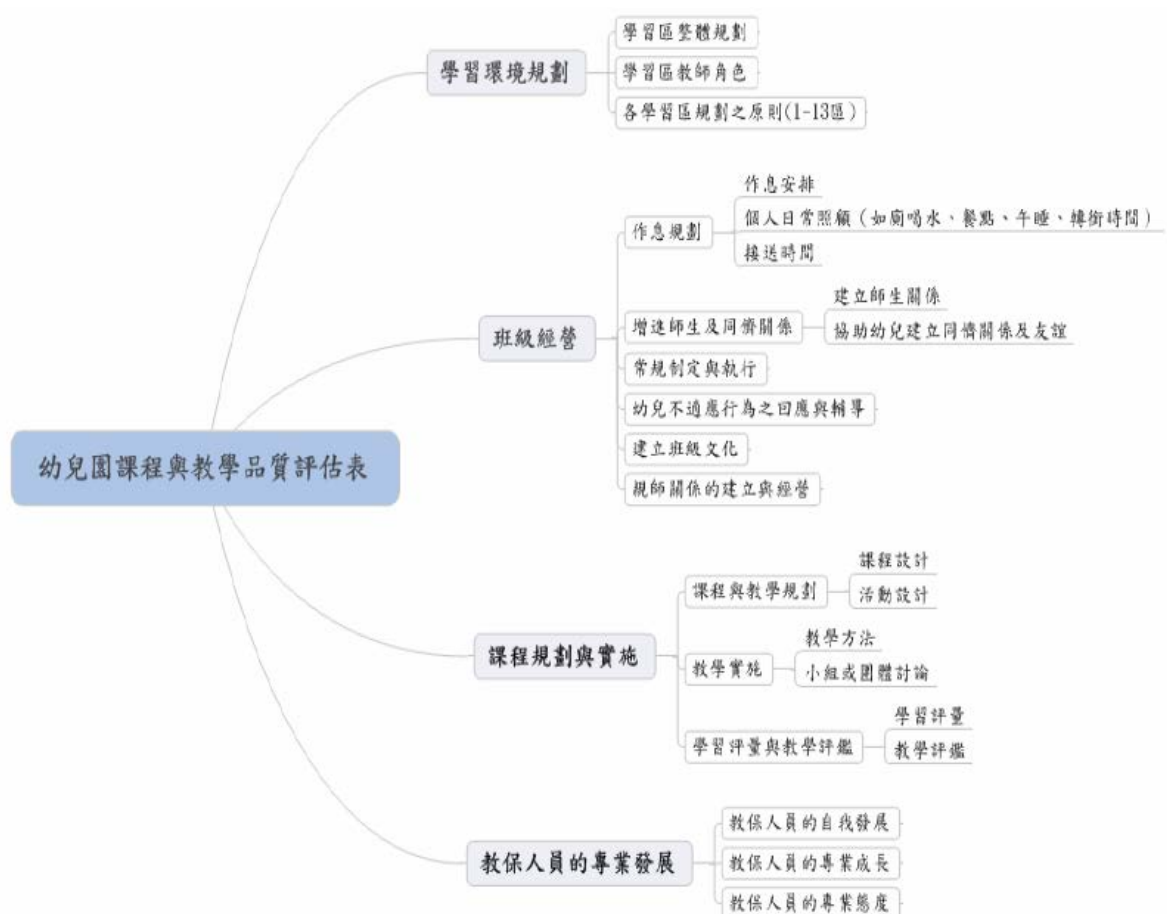 幼兒園課程與教學品質評估表
學習環境規劃
學習區整體規劃
學習區教師角色
各學習區規劃之原則(1-13區)
班級經營
作息規劃
作息安排
個人日常照顧（如廁喝水、餐點、午睡、轉銜時間）
接送時間
增進師生及同儕關係
建立師生關係
協助幼兒建立同儕關係及友誼
常規制定與執行
幼兒不適應行為之回應與輔導
建立班級文化
親師關係的建立與經營
課程規劃與實施
課程與教學規劃
課程設計
活動設計
教學實施
教學方法
小組或團體討論
學習評量與教學評鑑
學習評量
教學評鑑
教保人員的專業發展
教保人員的自我發展
教保人員的專業成長
教保人員的專業態度